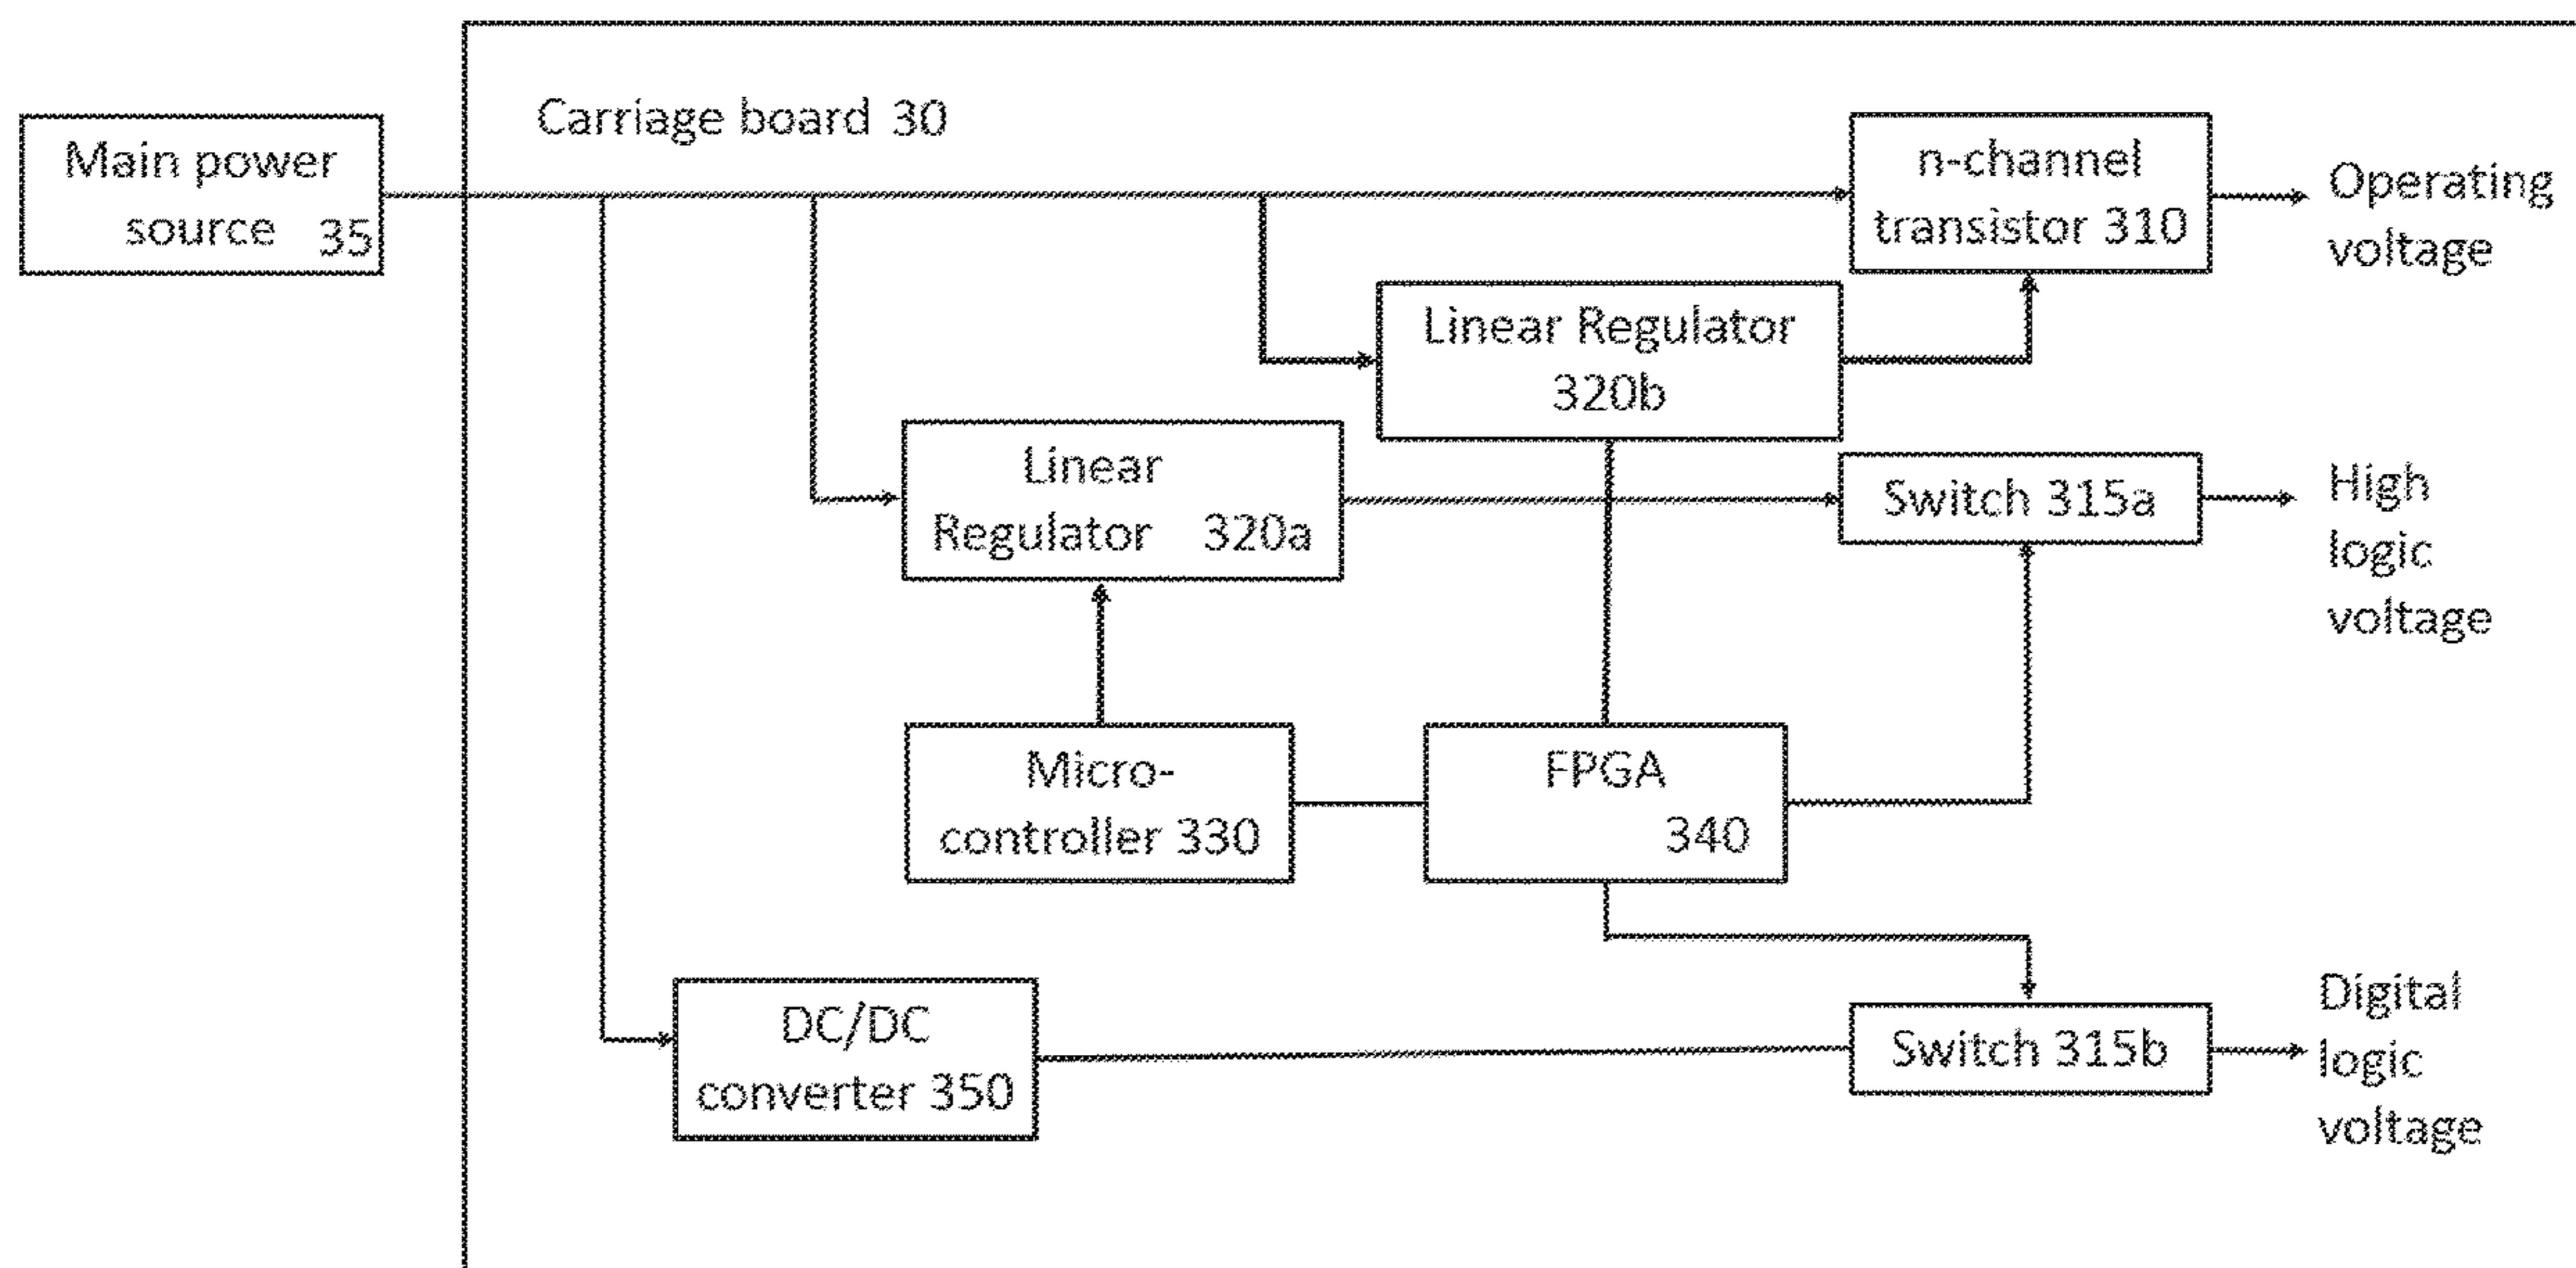 Carriage board 30
Main power
source 35
n-channel
transistor 310
Operating
voltage
Linear Regulator
320b
Linear
Regulator 320a
Switch 315a
High
logic
voltage
Micro-
controller 330
FPGA
340
DC/DC
converter 350
Switch 315b
Digital
logic
voltage